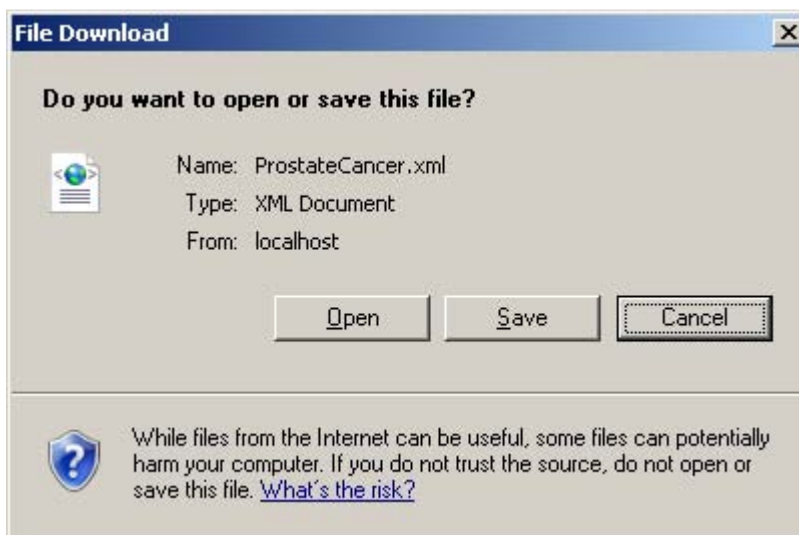 File Download
Do you want to open or save this file?
Name: ProstateCancer.xml
Type: XML Document
From: localhost
Open Save Cancel
While files from the Internet can be useful, some files can potentially
harm your computer. If you do not trust the source, do not open or
save this file. What's the risk?